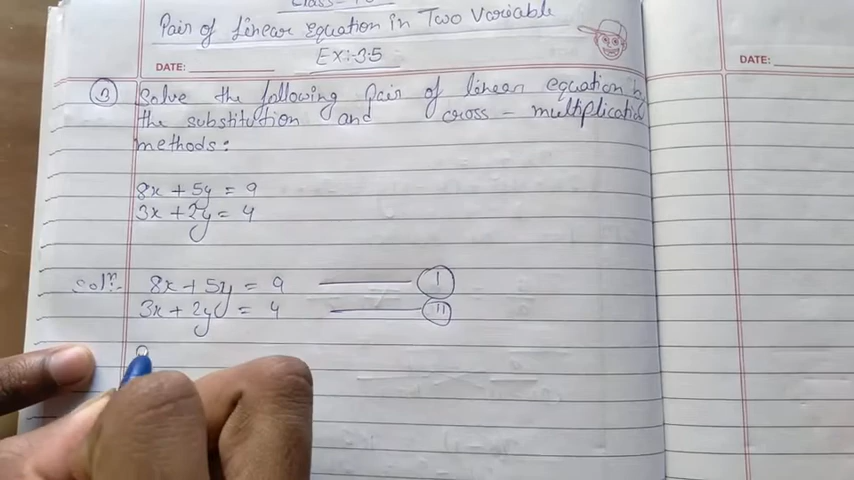 Pair of Linear Equation in Two Variable
Ex:-3.5
DATE:
DATE:
3 Solve the following pair of linear equation
the substitution and cross - multiplication
methods:
8x + 5y = 9
3x + 2y = 4
solⁿ:- 8x + 5y = 9 I
3x + 2y = 4 II